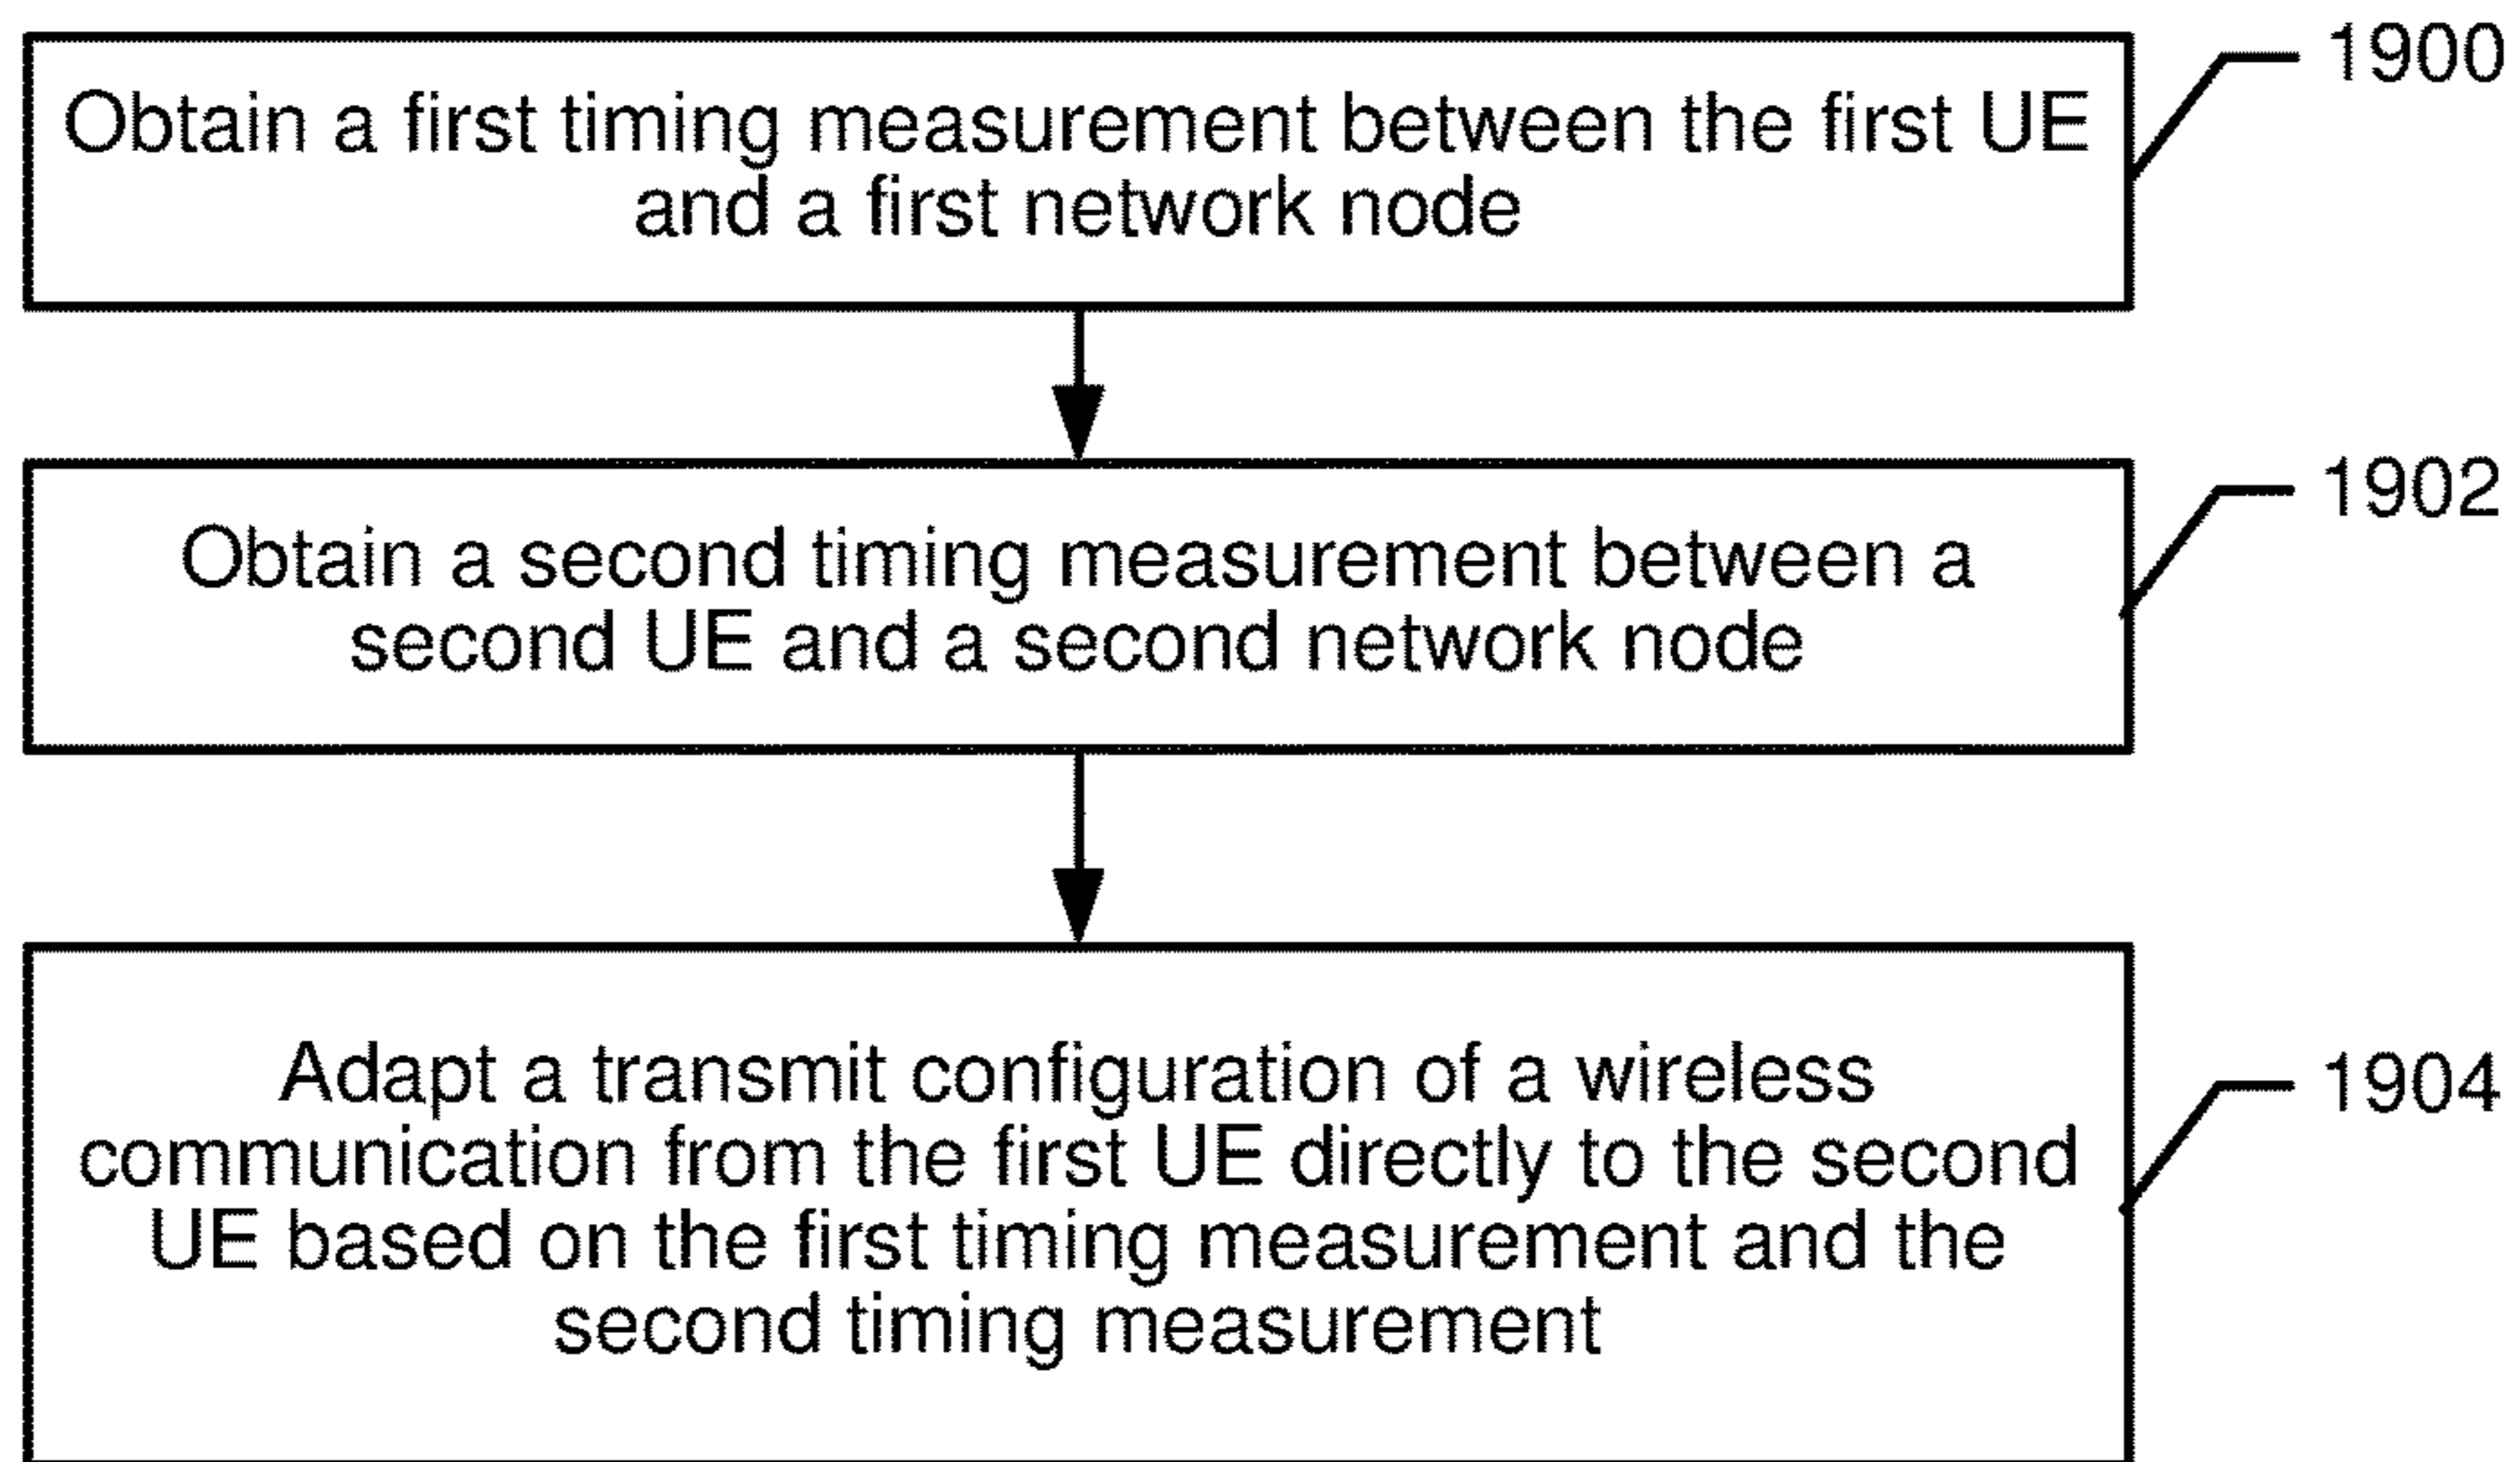 1900
Obtain a first timing measurement between the first UE
and a first network node
1902
Obtain a second timing measurement between a
second UE and a second network node
1904
Adapt a transmit configuration of a wireless
communication from the first UE directly to the second
UE based on the first timing measurement and the
second timing measurement